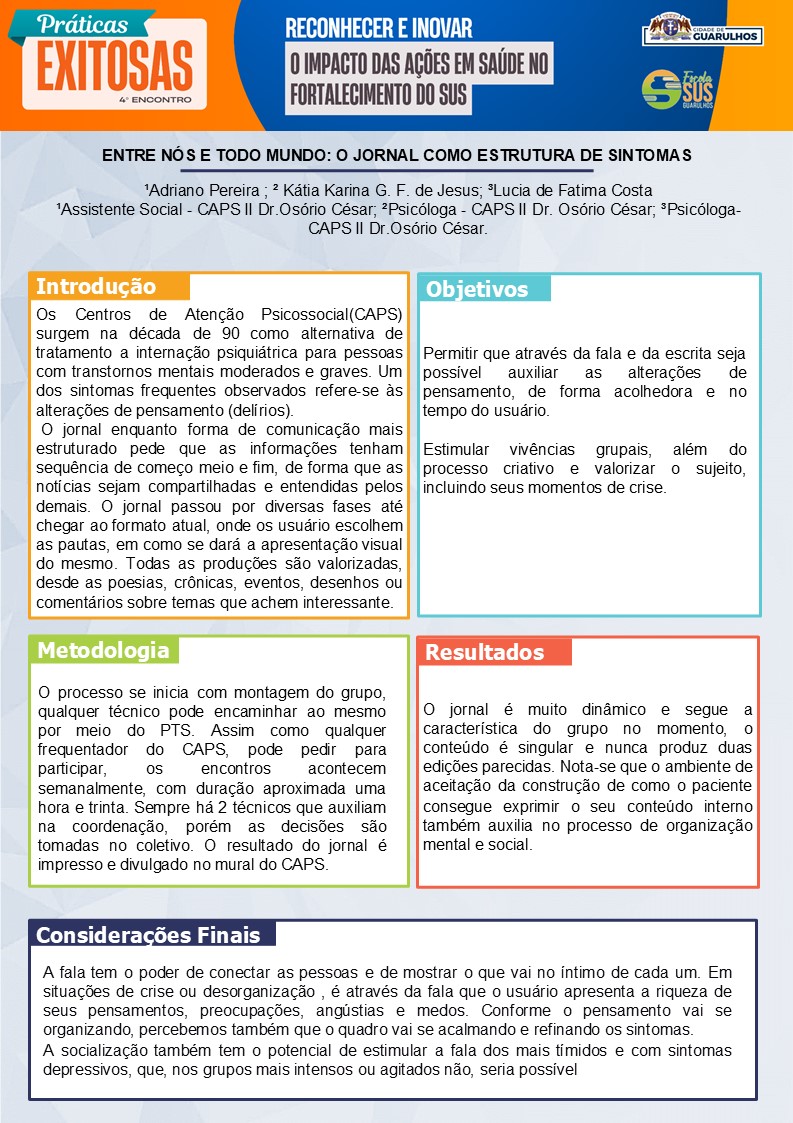 Práticas
EXITOSAS
4º ENCONTRO
RECONHECER E INOVAR
O IMPACTO DAS AÇÕES EM SAÚDE NO
FORTALECIMENTO DO SUS
CIDADE DE
GUARULHOS
Escola
SUS
GUARULHOS
ENTRE NÓS E TODO MUNDO: O JORNAL COMO ESTRUTURA DE SINTOMAS
¹Adriano Pereira ; ² Kátia Karina G. F. de Jesus; ³Lucia de Fatima Costa
¹Assistente Social - CAPS II Dr.Osório César; ²Psicóloga - CAPS II Dr. Osório César; ³Psicóloga-
CAPS II Dr.Osório César.
Introdução
Os Centros de Atenção Psicossocial(CAPS)
surgem na década de 90 como alternativa de
tratamento a internação psiquiátrica para pessoas
com transtornos mentais moderados e graves. Um
dos sintomas frequentes observados refere-se às
alterações de pensamento (delírios).
O jornal enquanto forma de comunicação mais
estruturado pede que as informações tenham
sequência de começo meio e fim, de forma que as
notícias sejam compartilhadas e entendidas pelos
demais. O jornal passou por diversas fases até
chegar ao formato atual, onde os usuário escolhem
as pautas, em como se dará a apresentação visual
do mesmo. Todas as produções são valorizadas,
desde as poesias, crônicas, eventos, desenhos ou
comentários sobre temas que achem interessante.
Objetivos
Permitir que através da fala e da escrita seja
possível auxiliar as alterações de
pensamento, de forma acolhedora e no
tempo do usuário.
Estimular vivências grupais, além do
processo criativo e valorizar o sujeito,
incluindo seus momentos de crise.
Metodologia
O processo se inicia com montagem do grupo,
qualquer técnico pode encaminhar ao mesmo
por meio do PTS. Assim como qualquer
frequentador do CAPS, pode pedir para
participar, os encontros acontecem
semanalmente, com duração aproximada uma
hora e trinta. Sempre há 2 técnicos que auxiliam
na coordenação, porém as decisões são
tomadas no coletivo. O resultado do jornal é
impresso e divulgado no mural do CAPS.
Resultados
O jornal é muito dinâmico e segue a
característica do grupo no momento, o
conteúdo é singular e nunca produz duas
edições parecidas. Nota-se que o ambiente de
aceitação da construção de como o paciente
consegue exprimir o seu conteúdo interno
também auxilia no processo de organização
mental e social.
Considerações Finais
A fala tem o poder de conectar as pessoas e de mostrar o que vai no íntimo de cada um. Em
situações de crise ou desorganização , é através da fala que o usuário apresenta a riqueza de
seus pensamentos, preocupações, angústias e medos. Conforme o pensamento vai se
organizando, percebemos também que o quadro vai se acalmando e refinando os sintomas.
A socialização também tem o potencial de estimular a fala dos mais tímidos e com sintomas
depressivos, que, nos grupos mais intensos ou agitados não, seria possível